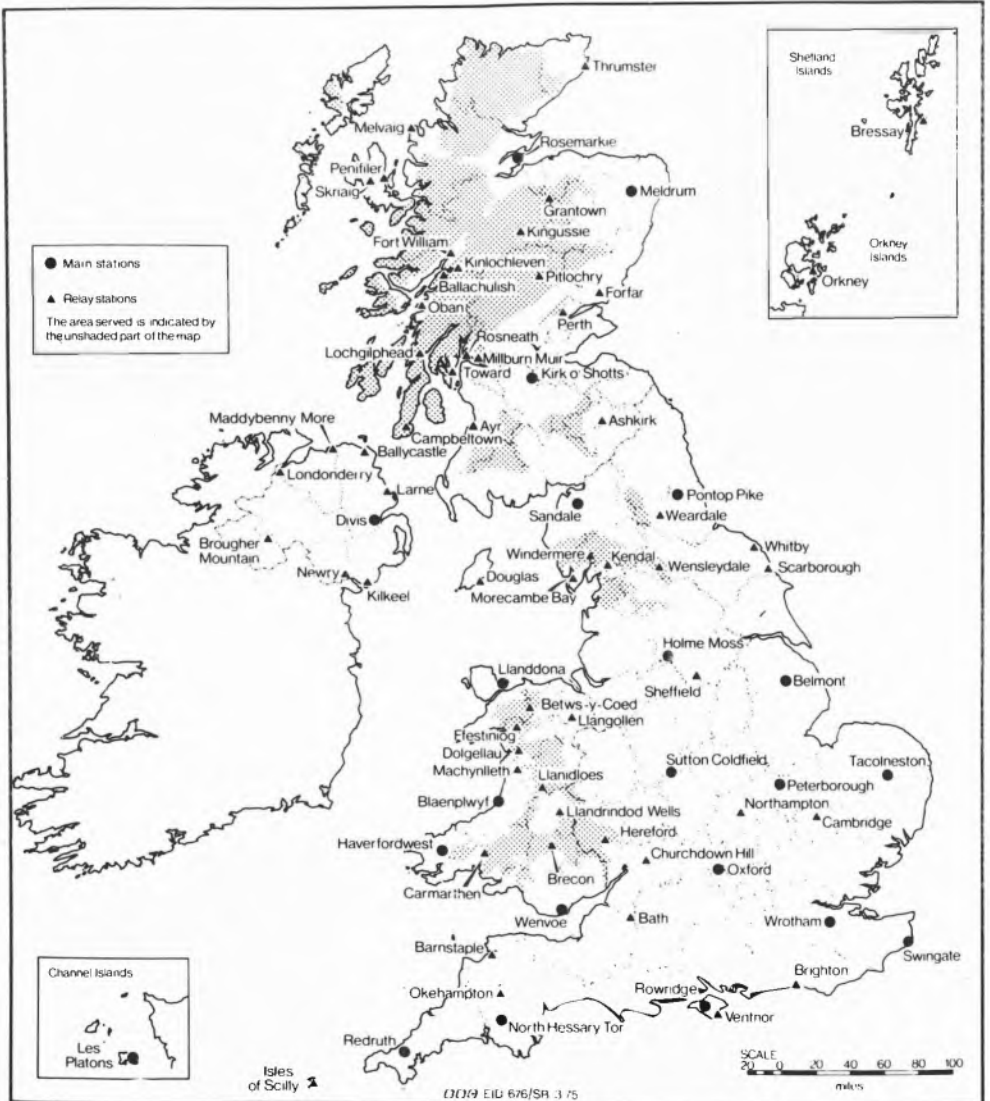 Thrumster
Shetland
Islands
Bressay
Melvaig
Rosemarkie
Penifiler
Skriaig
Meldrum
Grantown
Kingussie
Fort William
Kinlochleven
Ballachulish
Pitlochry
Orkney
Islands
Orkney
Main stations
Relay stations
The area served is indicated by
the unshaded part of the map
Oban
Forfar
Perth
Rosneath
Lochgilphead
Millburn Muir
Toward
Kirk o' Shotts
Maddybenny More
Campbeltown
Ayr
Ashkirk
Ballycastle
Londonderry
Larne
Pontop Pike
Sandale
Weardale
Divis
Brougher
Mountain
Windermere
Kendal
Whitby
Newry
Douglas
Wensleydale
Scarborough
Kilkeel
Morecambe Bay
Holme Moss
Llanddona
Sheffield
Belmont
Betws-y-Coed
Llangollen
Ffestiniog
Dolgellau
Machynlleth
Llanidloes
Sutton Coldfield
Tacolneston
Peterborough
Blaenplwyf
Llandrindod Wells
Northampton
Cambridge
Haverfordwest
Hereford
Churchdown Hill
Oxford
Carmarthen
Brecon
Wenvoe
Bath
Wrotham
Swingate
Barnstaple
Channel Islands
Okehampton
Rowridge
Brighton
Les
Platons
North Hessary Tor
Ventnor
Redruth
Isles
of Scilly
SCALE
20 0 20 40 60 80 100
miles
EID 676/SR 3 75